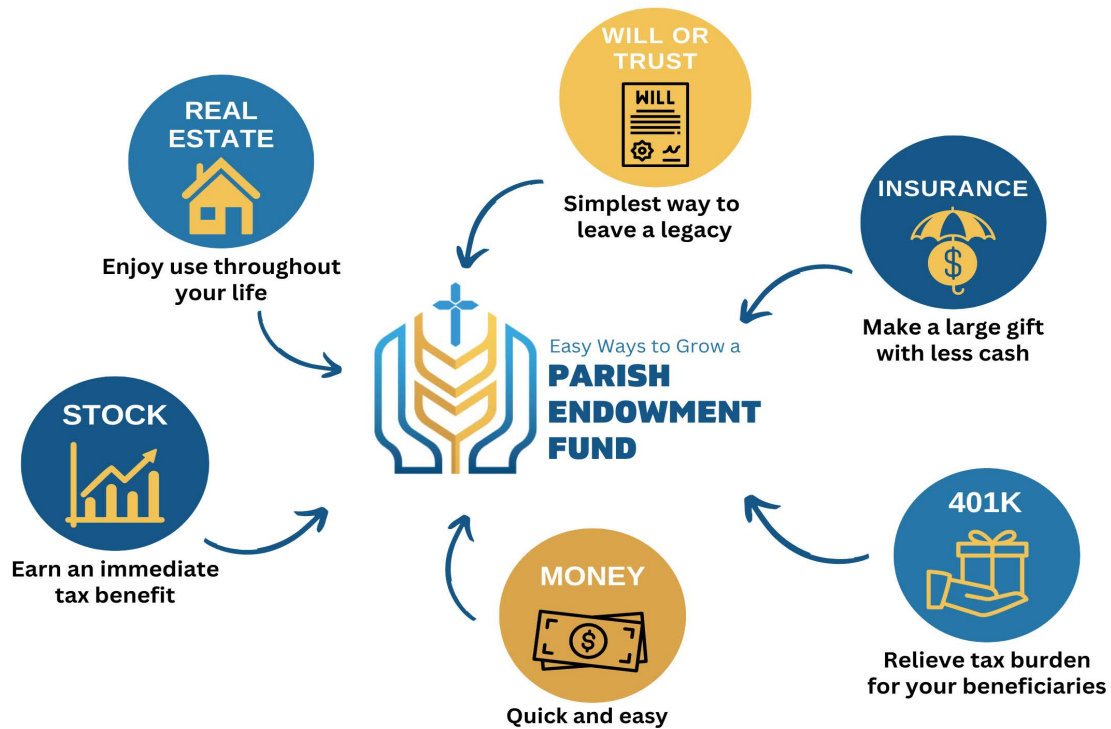 WILL OR
TRUST
WILL
Simplest way to
leave a legacy
REAL
ESTATE
Enjoy use throughout
your life
INSURANCE
$
Make a large gift
with less cash
Easy Ways to Grow a
PARISH
ENDOWMENT
FUND
STOCK
Earn an immediate
tax benefit
401K
Relieve tax burden
for your beneficiaries
MONEY
$
Quick and easy